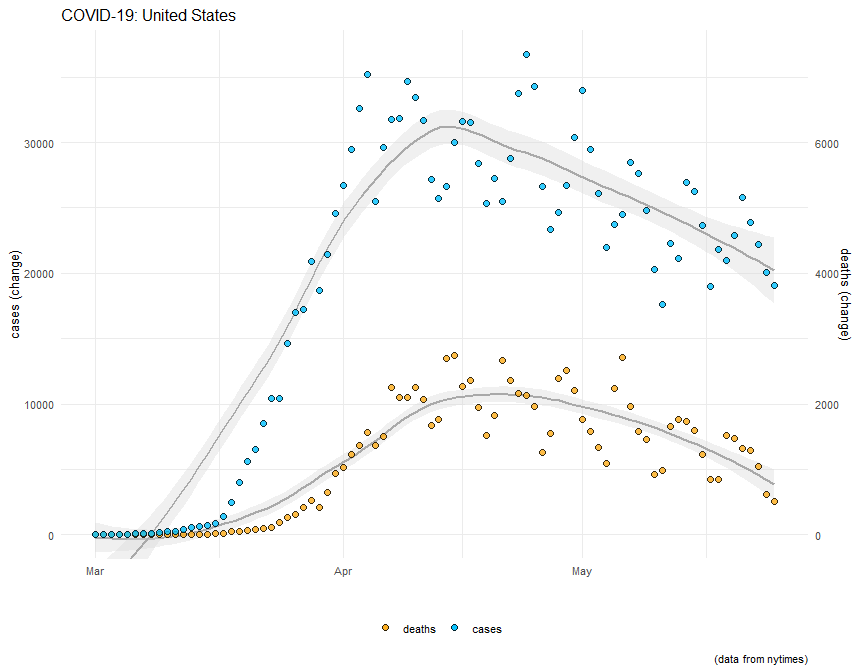 COVID-19: United States
30000
20000
10000
0
cases (change)
6000
4000
2000
0
deaths (change)
Mar
Apr
May
deaths
cases
(data from nytimes)